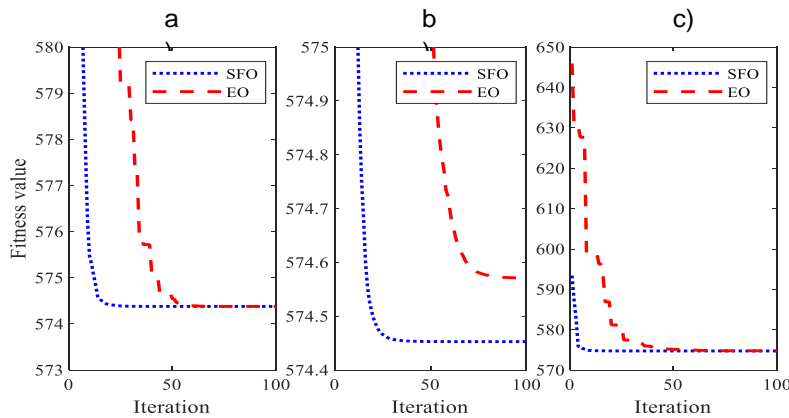 a
b
c)
580
579
578
577
576
575
574
573
Fitness value
0
50
100
Iteration
SFO
EO
575
574.9
574.8
574.7
574.6
574.5
574.4
0
50
100
Iteration
SFO
EO
650
640
630
620
610
600
590
580
570
0
50
100
Iteration
SFO
EO